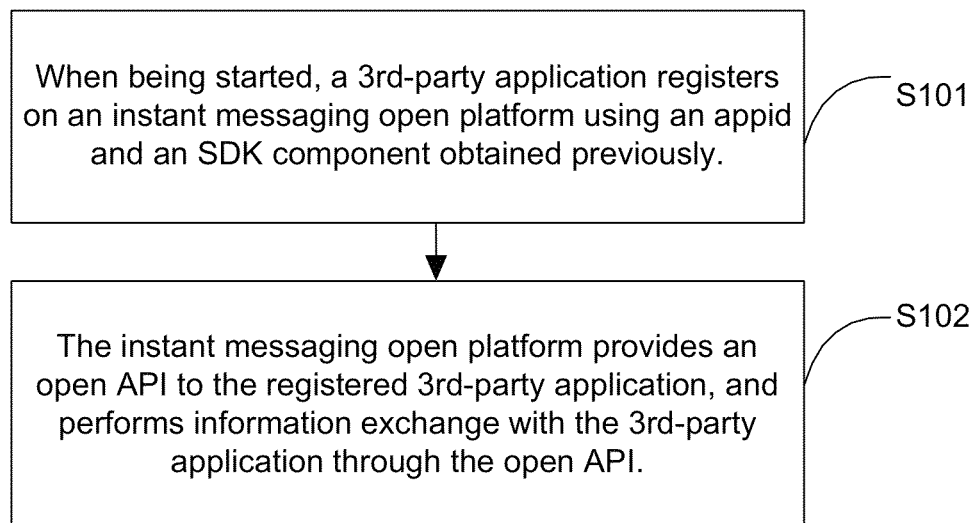 When being started, a 3rd-party application registers
on an instant messaging open platform using an appid
and an SDK component obtained previously.
S101
The instant messaging open platform provides an
open API to the registered 3rd-party application, and
performs information exchange with the 3rd-party
application through the open API.
S102